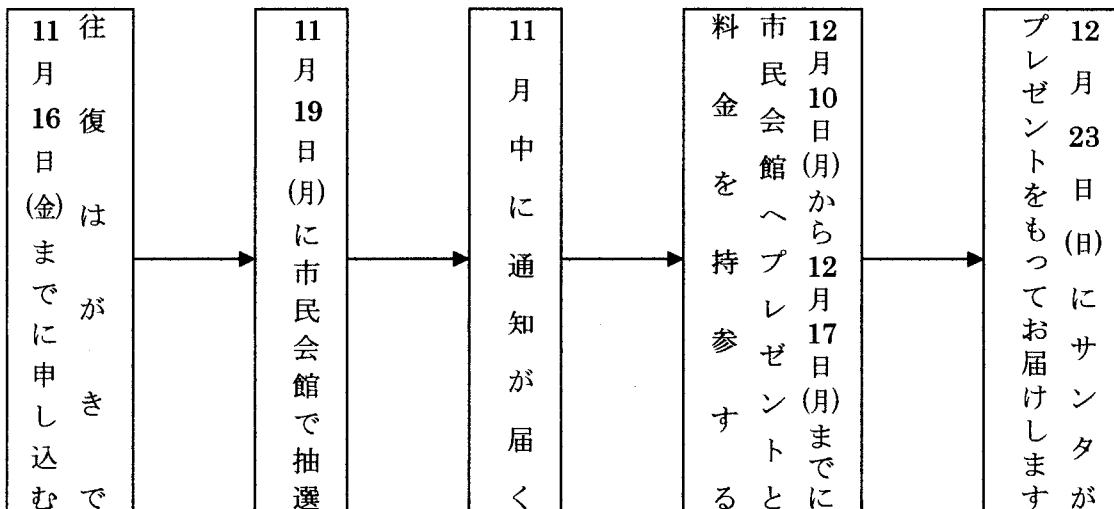 往復はがきで
11月16日(金)までに申し込む
11月19日(月)に市民会館で抽選
11月中に通知が届く
12月10日(月)から12月17日(月)までに
市民会館へプレゼントと
料金を持参する
12月23日(日)にサンタが
プレゼントをもってお届けします